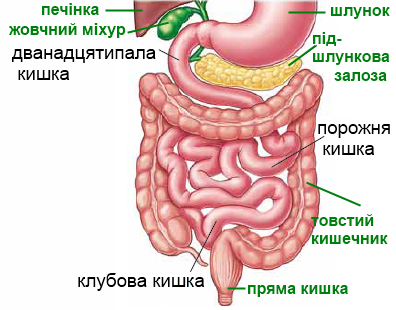 печінка
жовчний міхур
дванадцятипала
кишка
шлунок
під-
шлункова
залоза
порожня
кишка
товстий
кишечник
клубова кишка
пряма кишка